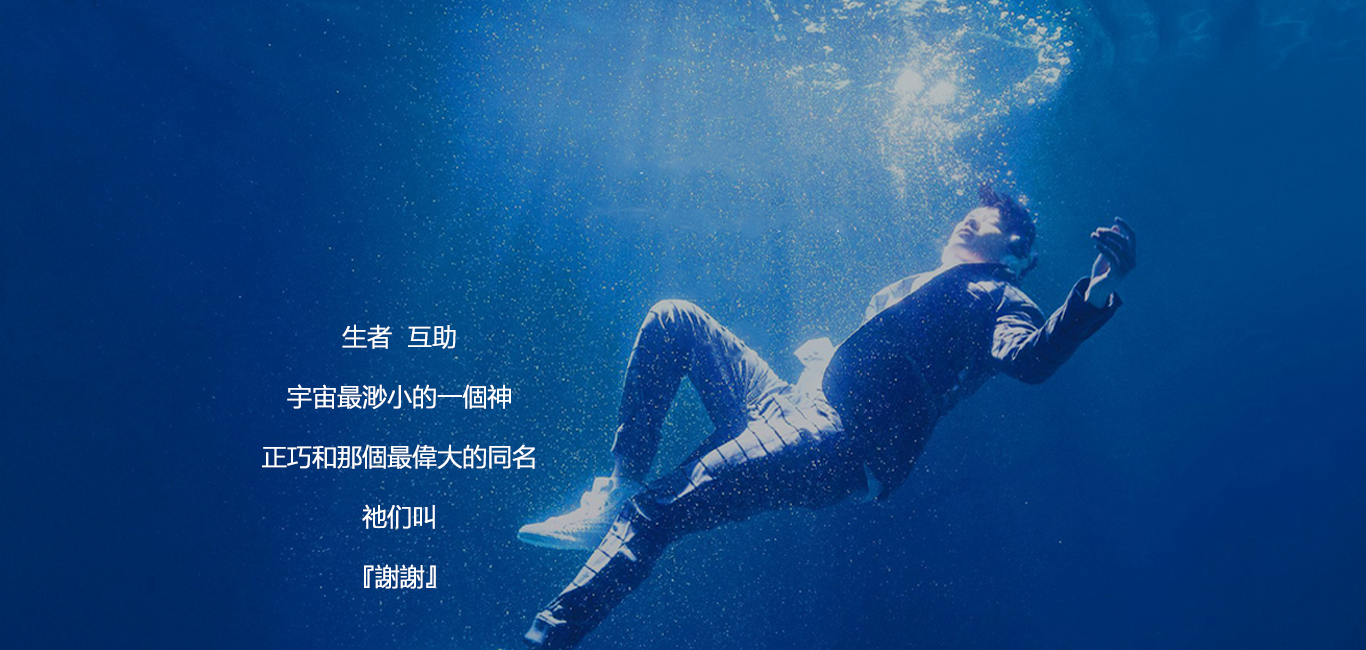 生者 互助
宇宙最渺小的一個神
正巧和那個最偉大的同名
祂们叫
『謝謝』